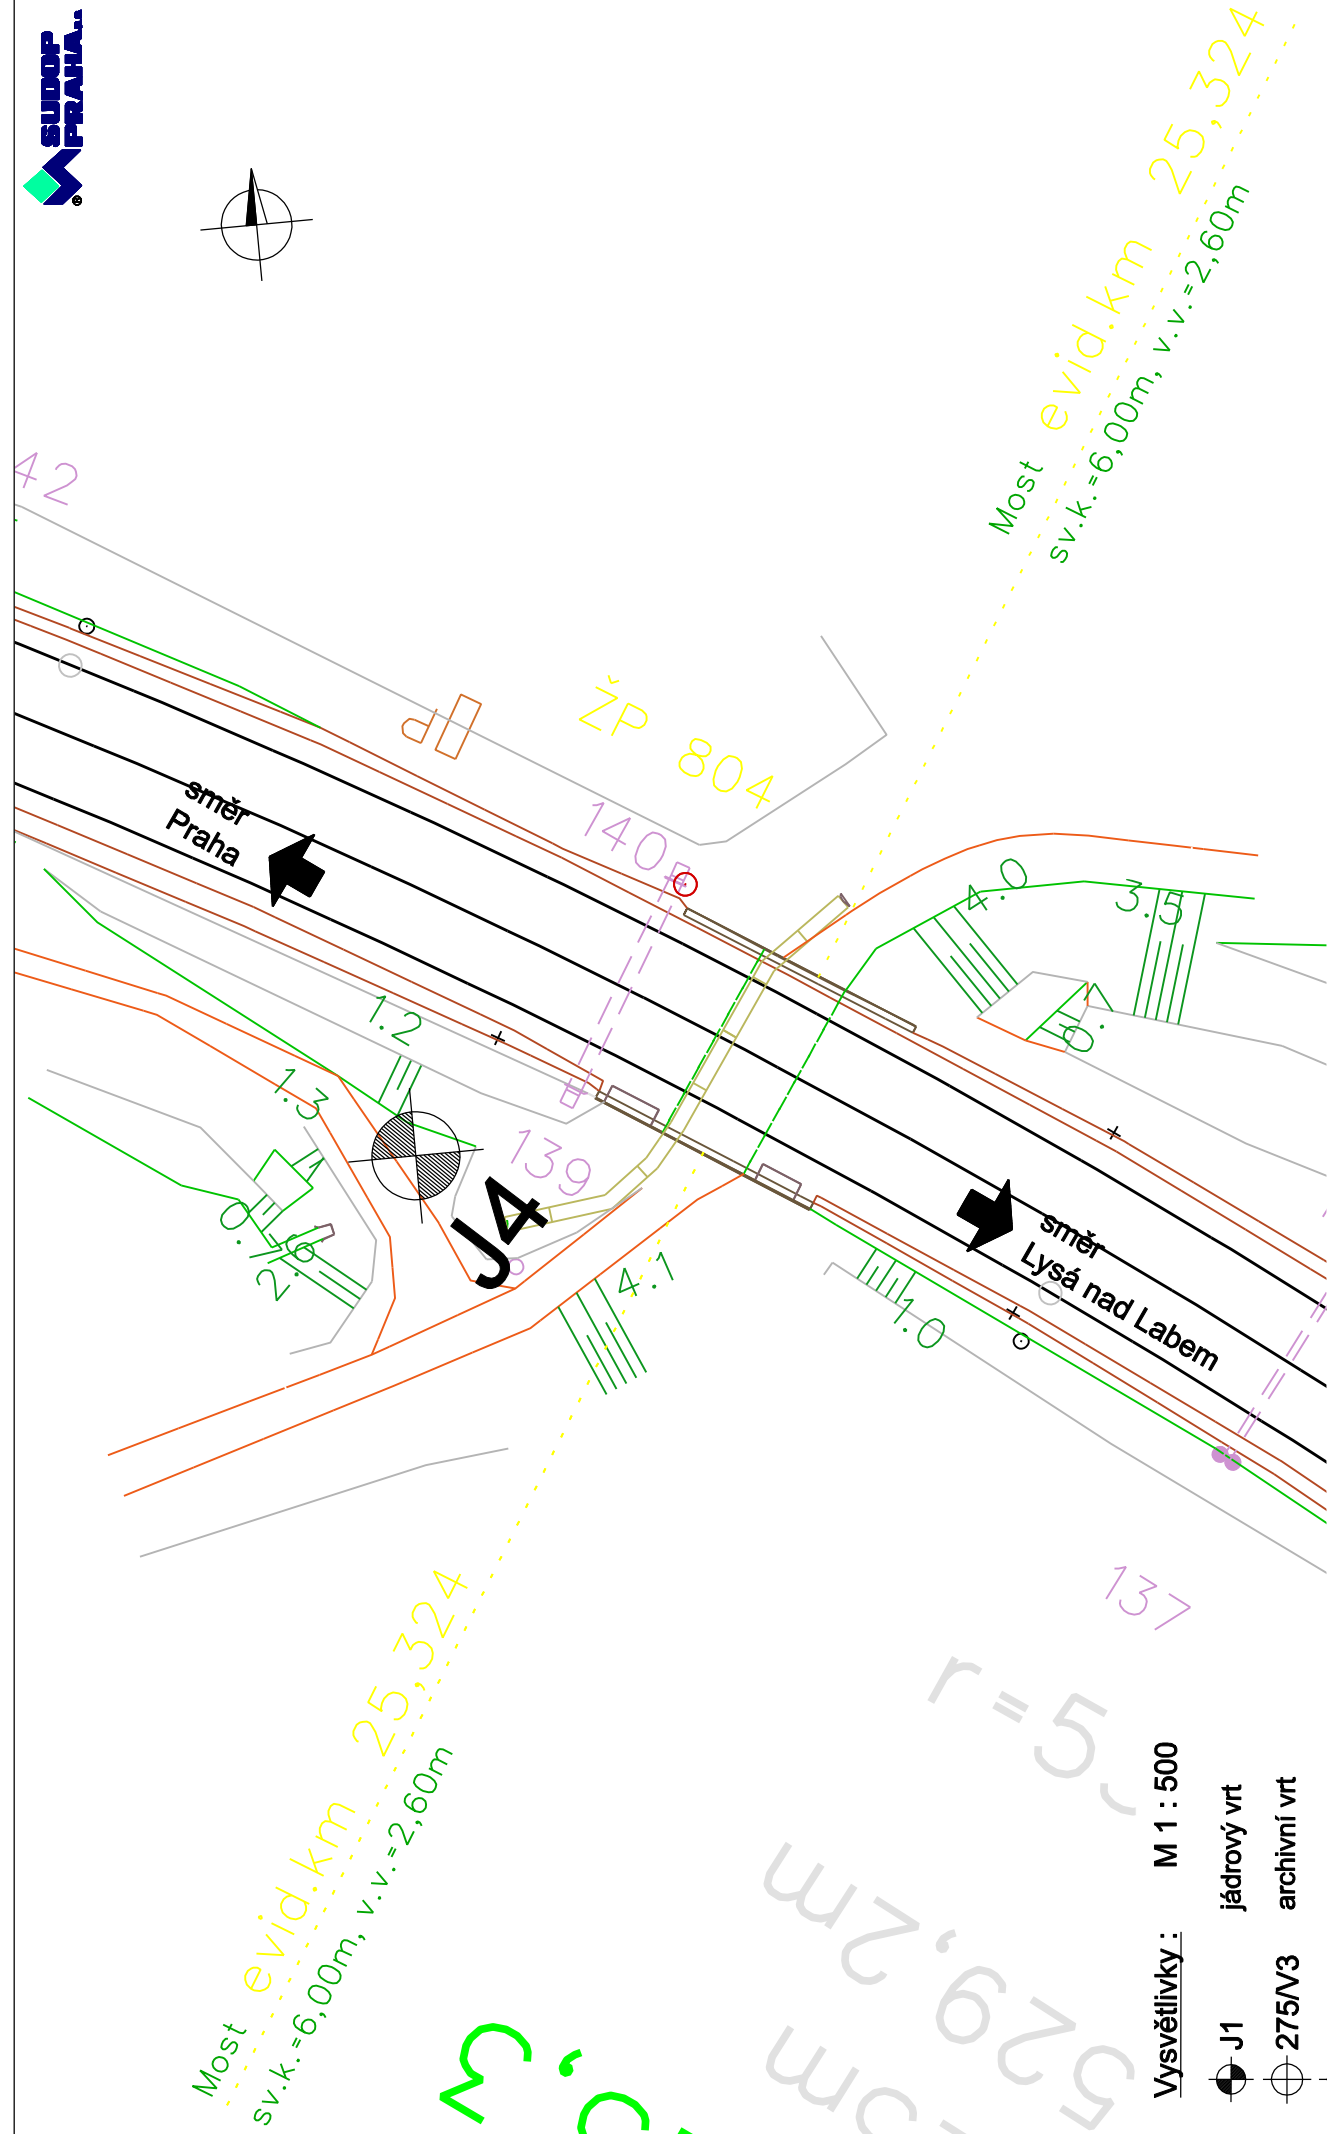 SUDOP
PRAHA a.s.
®
Most evid.km 25,324
sv.k.=6,00m, v.v.=2,60m
42
ŽP 804
směr
Praha
140
4.0
3.5
1.2
1.3
139
J4
4.1
směr
Lysá nad Labem
1.0
137
Most evid.km 25,324
sv.k.=6,00m, v.v.=2,60m
r=5
529,2m
Vysvětlivky :
M 1 : 500
J1
jádrový vrt
275/V3
archivní vrt